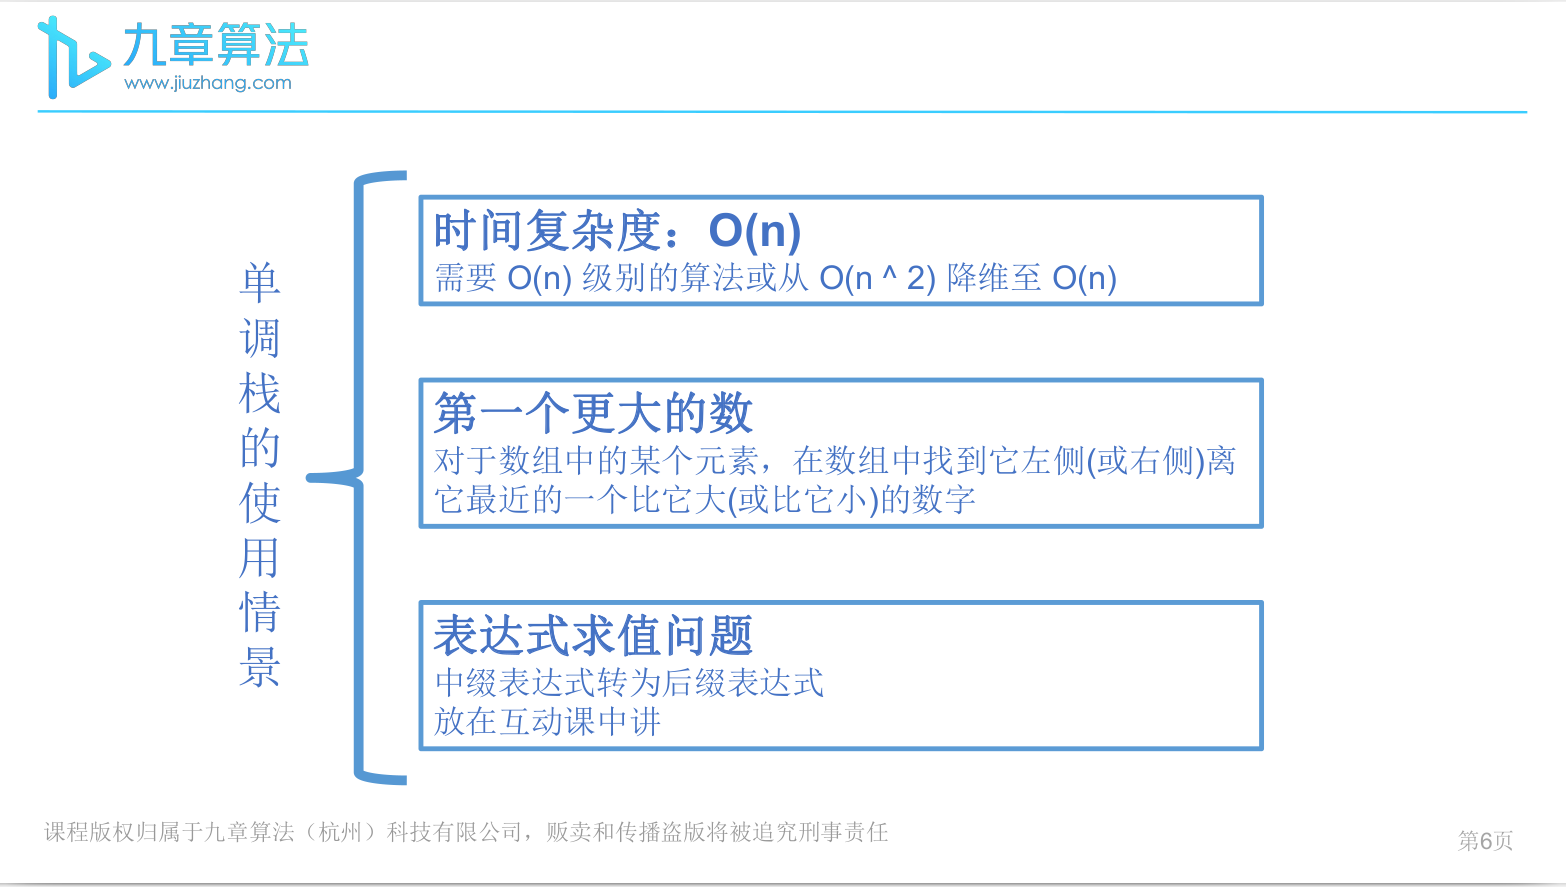 九章算法
www.jiuzhang.com
单调栈的使用情景
时间复杂度：O(n)
需要 O(n) 级别的算法或从 O(n ^ 2) 降维至 O(n)
第一个更大的数
对于数组中的某个元素，在数组中找到它左侧(或右侧)离
它最近的一个比它大(或比它小)的数字
表达式求值问题
中缀表达式转为后缀表达式
放在互动课中讲
课程版权归属于九章算法（杭州）科技有限公司，贩卖和传播盗版将被追究刑事责任
第6页